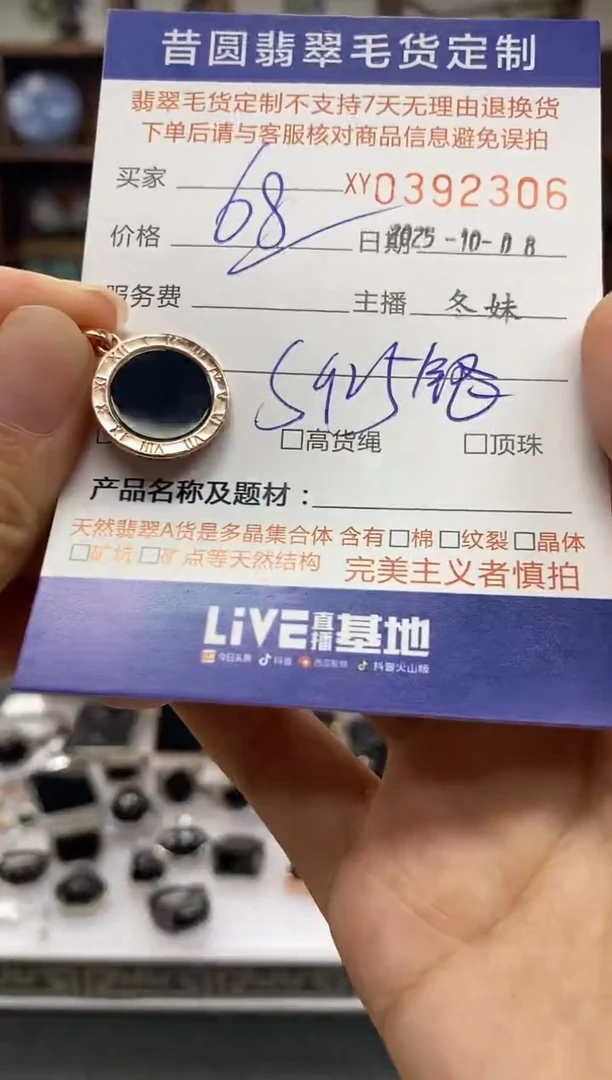 昔圆翡翠毛货定制
翡翠毛货定制不支持7天无理由退换货
下单后请与客服核对商品信息避免误拍
买家 XY0392306
价格 68 日期 2025-10-08
服务费 主播 冬妹
S925银
□高货绳 □顶珠
产品名称及题材：
天然翡翠A货是多晶集合体 含有□棉 □纹裂 □晶体
□矿坑 □矿点等天然结构 完美主义者慎拍
LiVE直播基地
今日头条 抖音 西瓜视频 抖音火山版